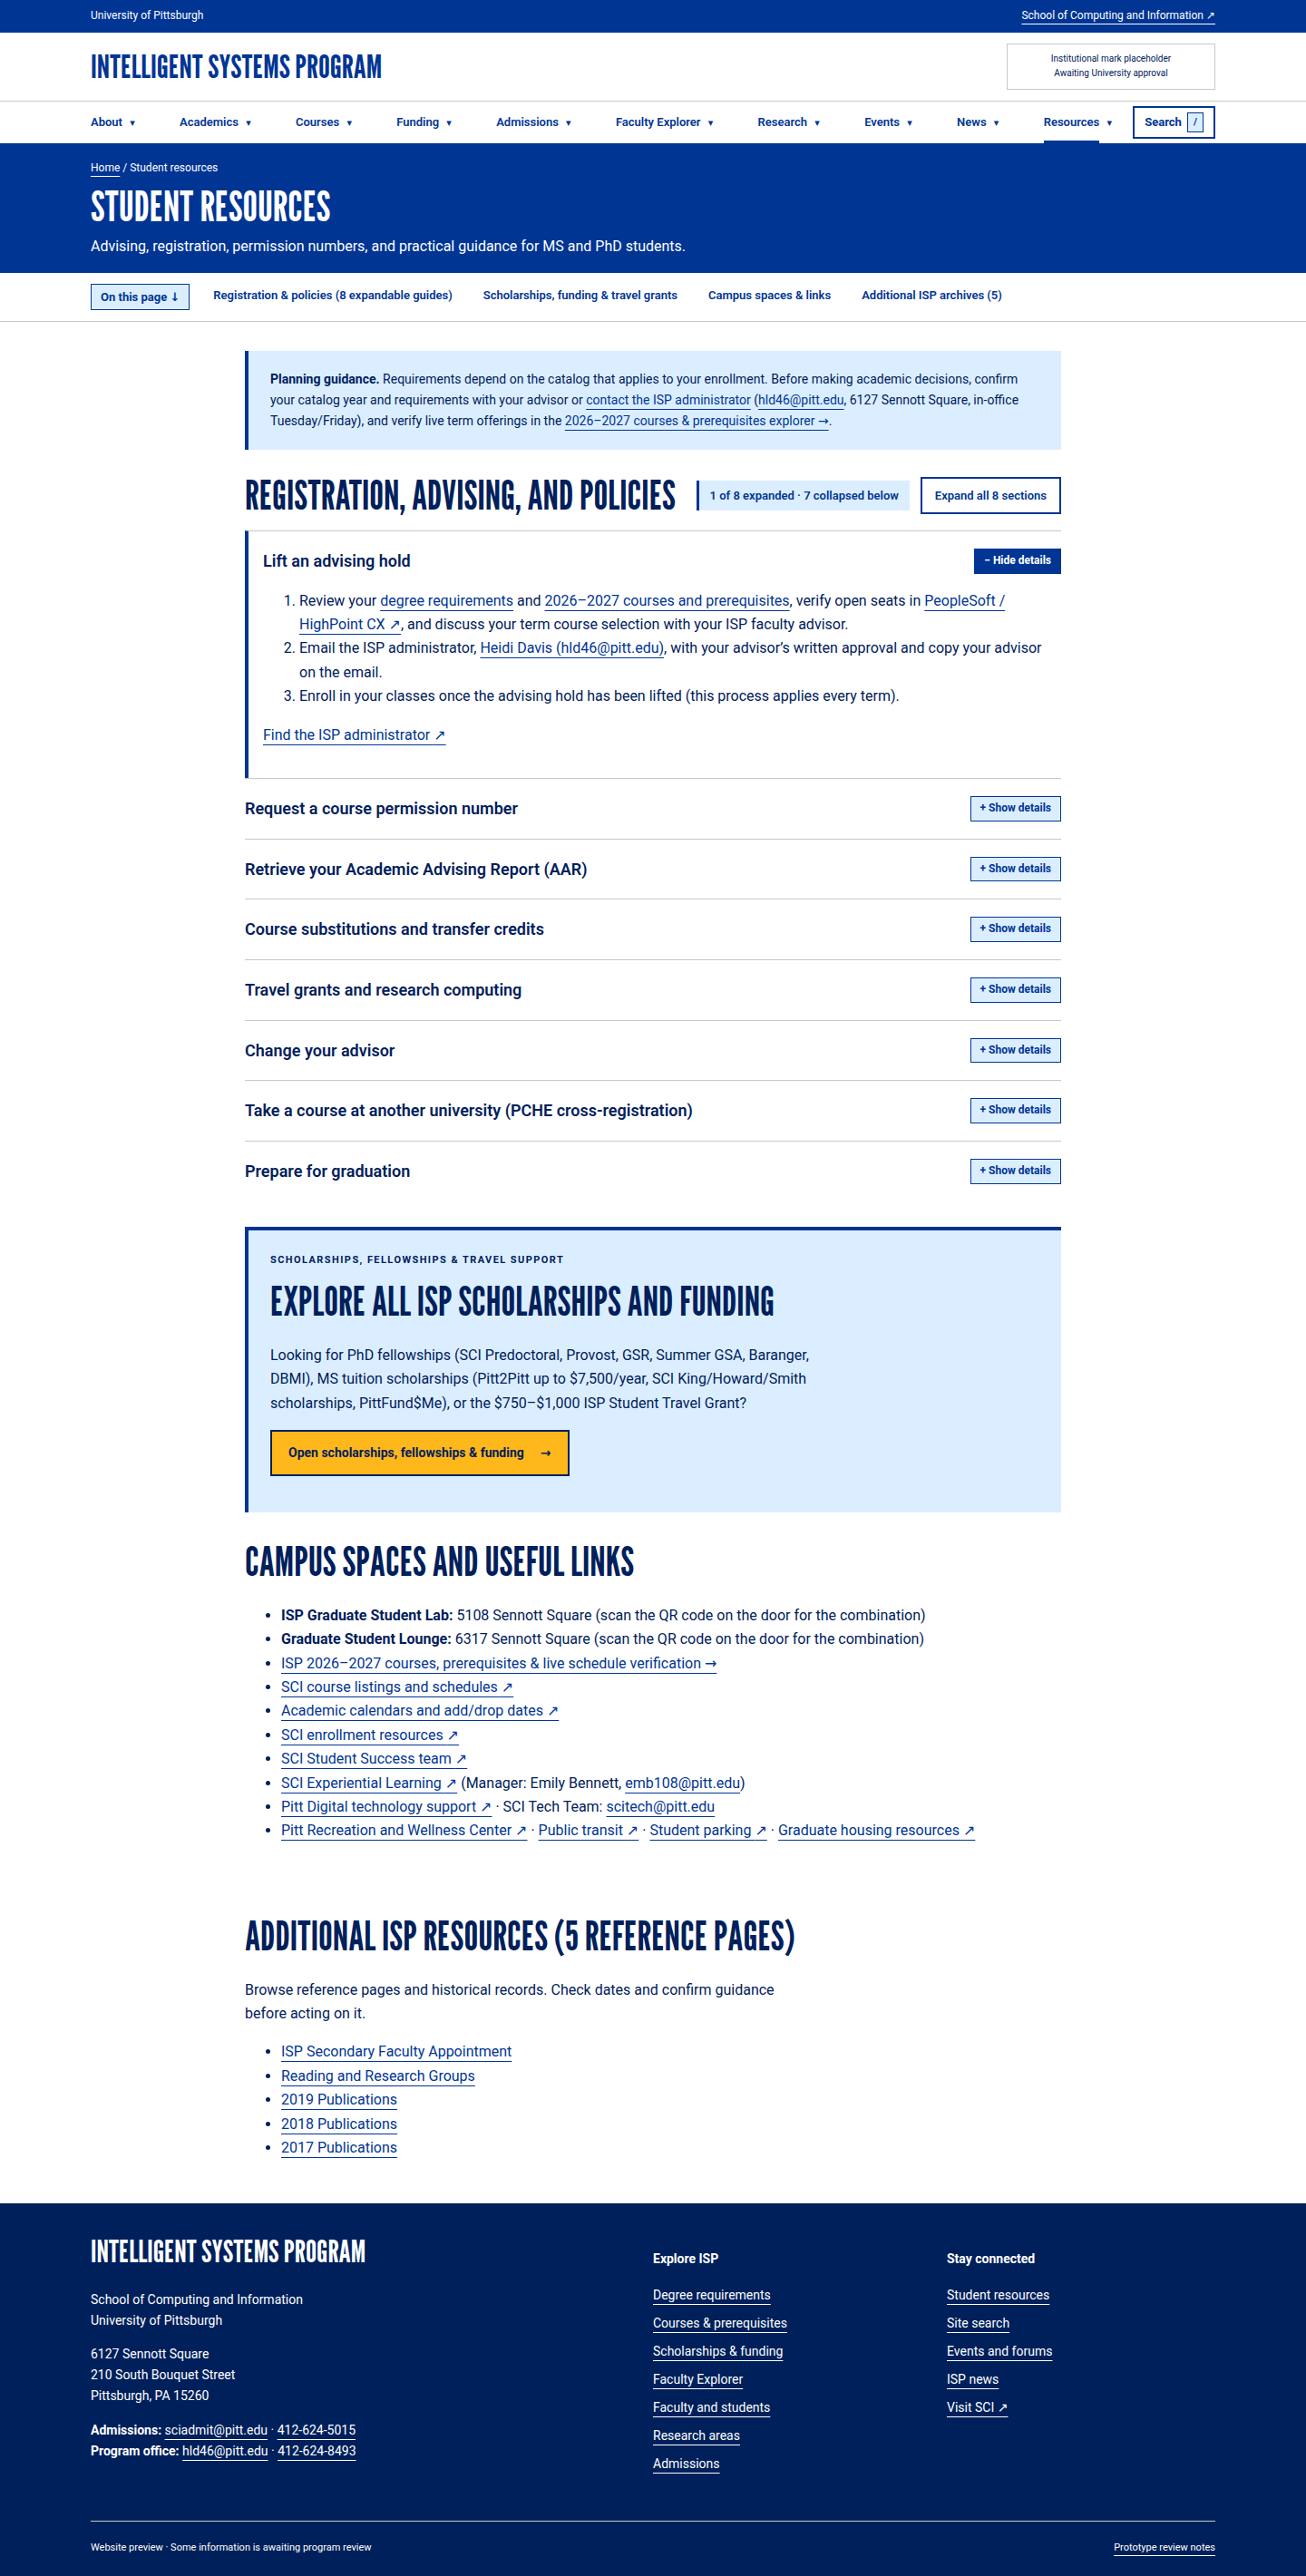 University of Pittsburgh
School of Computing and Information ↗
INTELLIGENT SYSTEMS PROGRAM
Institutional mark placeholder
Awaiting University approval
About ▾ Academics ▾ Courses ▾ Funding ▾ Admissions ▾ Faculty Explorer ▾ Research ▾ Events ▾ News ▾ Resources ▾ Search /
Home / Student resources
STUDENT RESOURCES
Advising, registration, permission numbers, and practical guidance for MS and PhD students.
On this page ↓ Registration & policies (8 expandable guides) Scholarships, funding & travel grants Campus spaces & links Additional ISP archives (5)
Planning guidance. Requirements depend on the catalog that applies to your enrollment. Before making academic decisions, confirm
your catalog year and requirements with your advisor or contact the ISP administrator (hld46@pitt.edu, 6127 Sennott Square, in-office
Tuesday/Friday), and verify live term offerings in the 2026–2027 courses & prerequisites explorer →.
REGISTRATION, ADVISING, AND POLICIES
1 of 8 expanded · 7 collapsed below
Expand all 8 sections
Lift an advising hold
− Hide details
1. Review your degree requirements and 2026–2027 courses and prerequisites, verify open seats in PeopleSoft /
HighPoint CX ↗, and discuss your term course selection with your ISP faculty advisor.
2. Email the ISP administrator, Heidi Davis (hld46@pitt.edu), with your advisor’s written approval and copy your advisor
on the email.
3. Enroll in your classes once the advising hold has been lifted (this process applies every term).
Find the ISP administrator ↗
Request a course permission number
+ Show details
Retrieve your Academic Advising Report (AAR)
+ Show details
Course substitutions and transfer credits
+ Show details
Travel grants and research computing
+ Show details
Change your advisor
+ Show details
Take a course at another university (PCHE cross-registration)
+ Show details
Prepare for graduation
+ Show details
SCHOLARSHIPS, FELLOWSHIPS & TRAVEL SUPPORT
EXPLORE ALL ISP SCHOLARSHIPS AND FUNDING
Looking for PhD fellowships (SCI Predoctoral, Provost, GSR, Summer GSA, Baranger,
DBMI), MS tuition scholarships (Pitt2Pitt up to $7,500/year, SCI King/Howard/Smith
scholarships, PittFund$Me), or the $750–$1,000 ISP Student Travel Grant?
Open scholarships, fellowships & funding →
CAMPUS SPACES AND USEFUL LINKS
• ISP Graduate Student Lab: 5108 Sennott Square (scan the QR code on the door for the combination)
• Graduate Student Lounge: 6317 Sennott Square (scan the QR code on the door for the combination)
• ISP 2026–2027 courses, prerequisites & live schedule verification →
• SCI course listings and schedules ↗
• Academic calendars and add/drop dates ↗
• SCI enrollment resources ↗
• SCI Student Success team ↗
• SCI Experiential Learning ↗ (Manager: Emily Bennett, emb108@pitt.edu)
• Pitt Digital technology support ↗ · SCI Tech Team: scitech@pitt.edu
• Pitt Recreation and Wellness Center ↗ · Public transit ↗ · Student parking ↗ · Graduate housing resources ↗
ADDITIONAL ISP RESOURCES (5 REFERENCE PAGES)
Browse reference pages and historical records. Check dates and confirm guidance
before acting on it.
• ISP Secondary Faculty Appointment
• Reading and Research Groups
• 2019 Publications
• 2018 Publications
• 2017 Publications
INTELLIGENT SYSTEMS PROGRAM
School of Computing and Information
University of Pittsburgh
6127 Sennott Square
210 South Bouquet Street
Pittsburgh, PA 15260
Admissions: sciadmit@pitt.edu · 412-624-5015
Program office: hld46@pitt.edu · 412-624-8493
Explore ISP
Degree requirements
Courses & prerequisites
Scholarships & funding
Faculty Explorer
Faculty and students
Research areas
Admissions
Stay connected
Student resources
Site search
Events and forums
ISP news
Visit SCI ↗
Website preview · Some information is awaiting program review
Prototype review notes